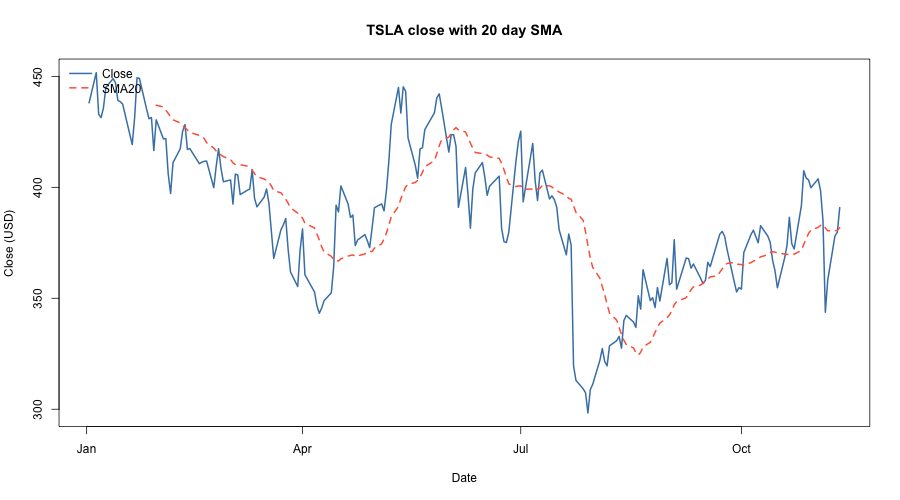 TSLA close with 20 day SMA
Close
SMA20
450
400
350
300
Close (USD)
Jan
Apr
Jul
Oct
Date